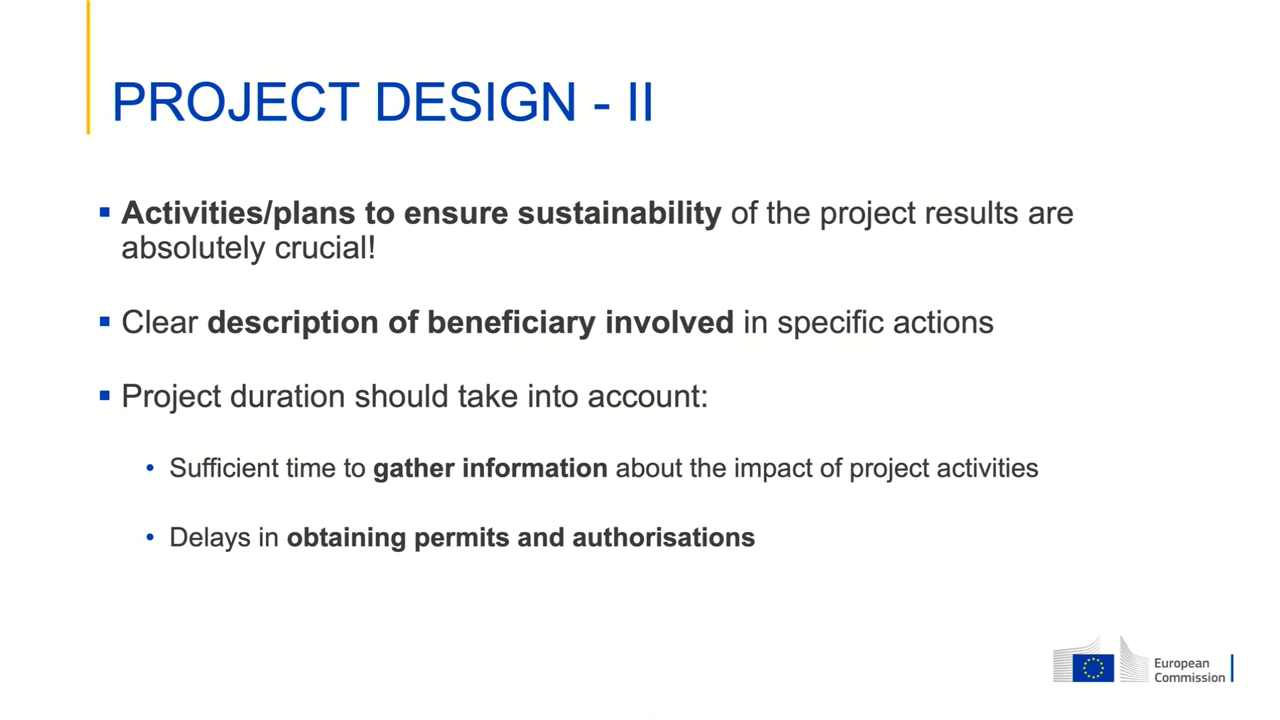 PROJECT DESIGN - II
▪ Activities/plans to ensure sustainability of the project results are
absolutely crucial!
▪ Clear description of beneficiary involved in specific actions
▪ Project duration should take into account:
• Sufficient time to gather information about the impact of project activities
• Delays in obtaining permits and authorisations
European
Commission